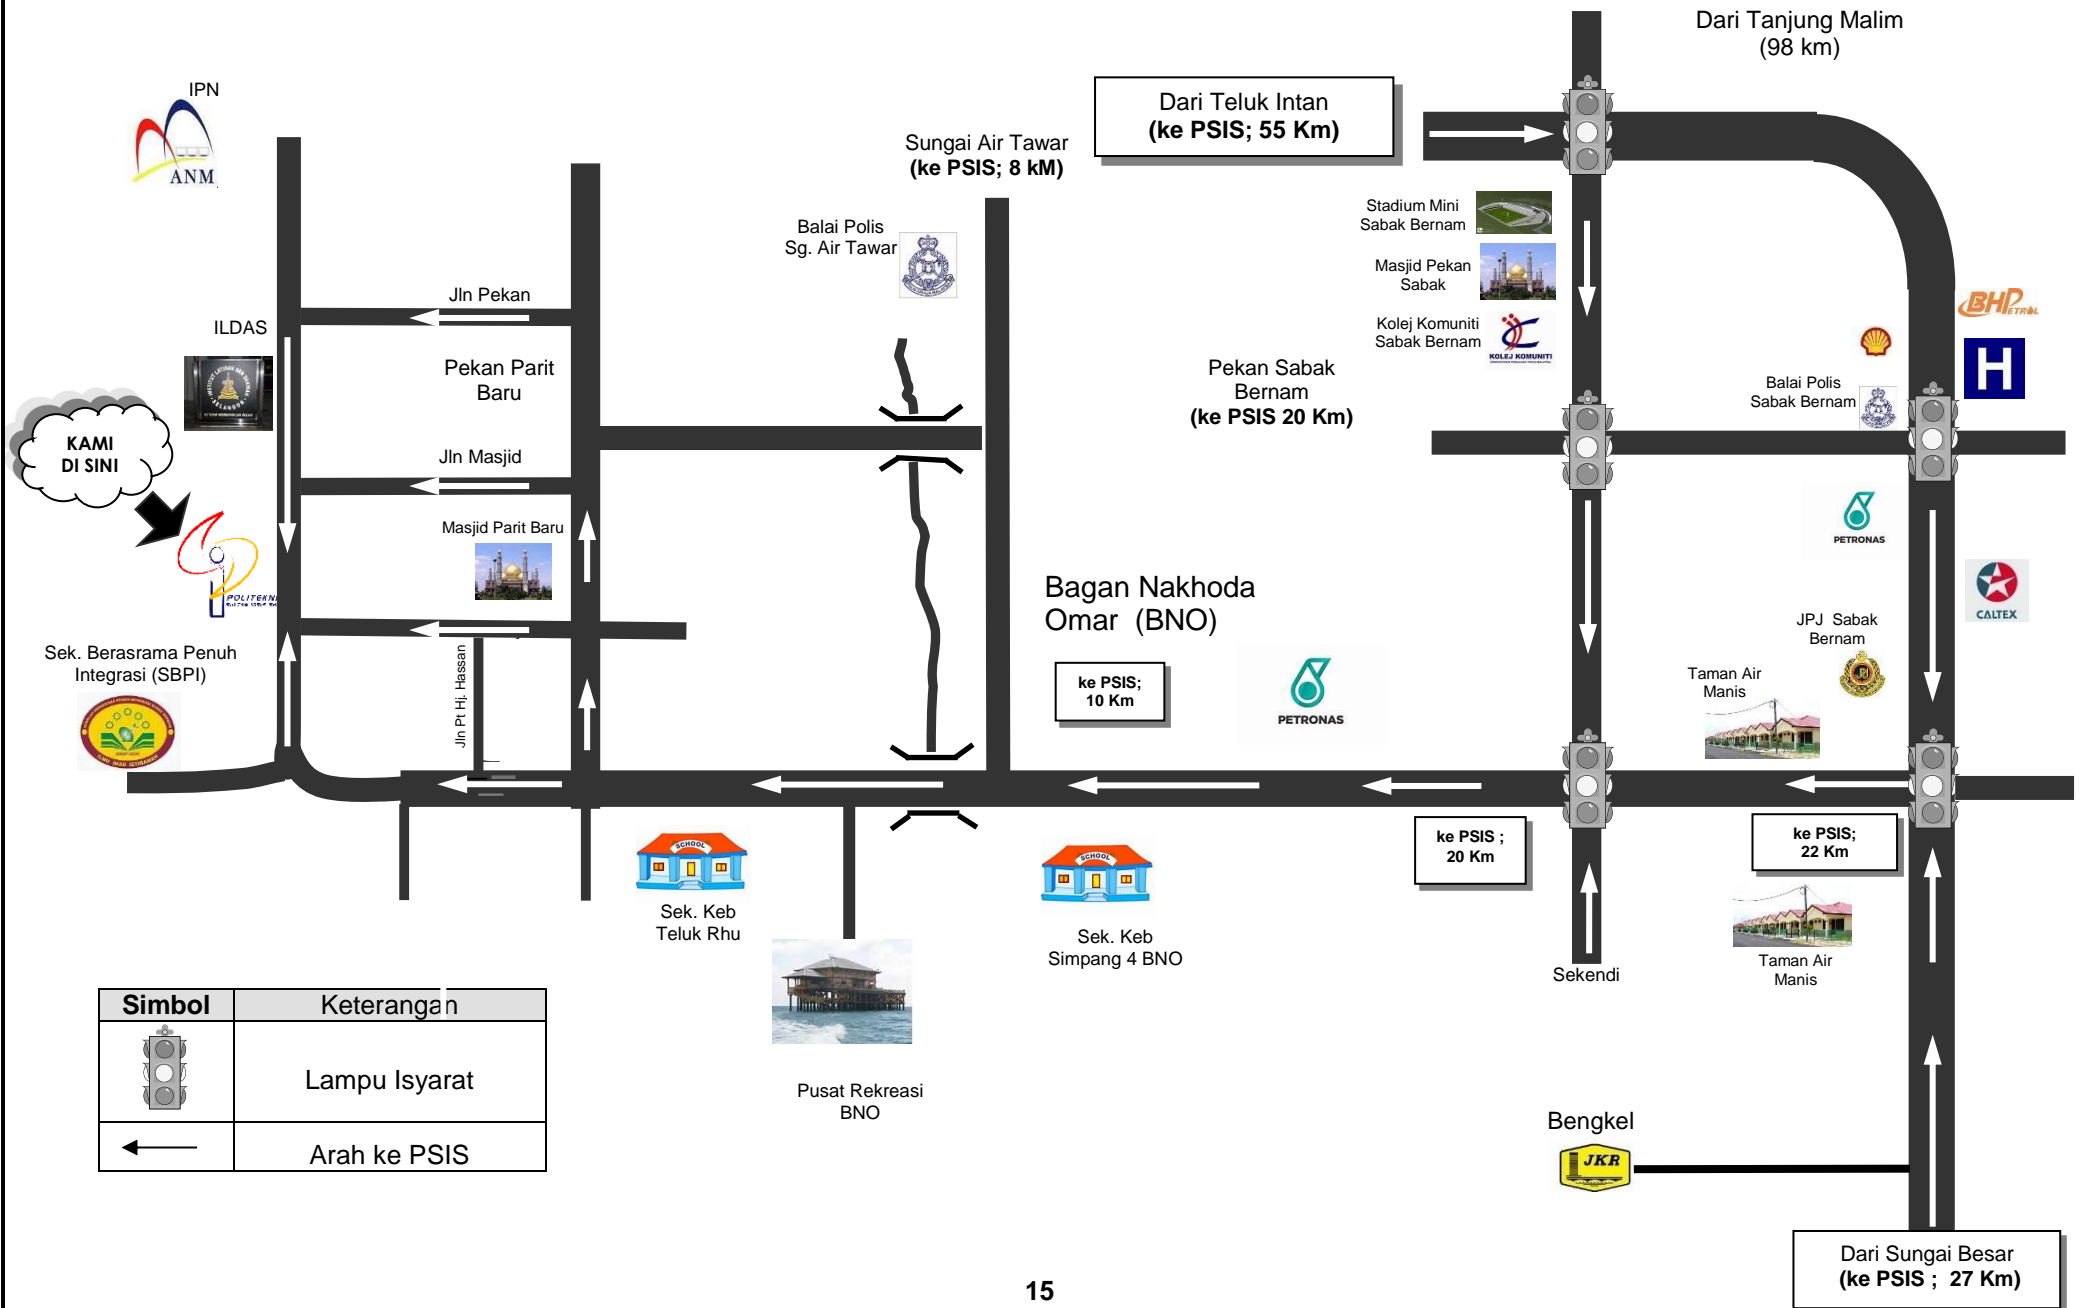 Dari Tanjung Malim
(98 km)
IPN
ANM
Dari Teluk Intan
(ke PSIS; 55 Km)
Sungai Air Tawar
(ke PSIS; 8 kM)
Balai Polis
Sg. Air Tawar
Stadium Mini
Sabak Bernam
Masjid Pekan
Sabak
Kolej Komuniti
Sabak Bernam
KOLEJ KOMUNITI
BHPETROL
H
Balai Polis
Sabak Bernam
Jln Pekan
ILDAS
Pekan Parit
Baru
Pekan Sabak
Bernam
(ke PSIS 20 Km)
KAMI
DI SINI
Jln Masjid
Masjid Parit Baru
POLITEKNI
PETRONAS
CALTEX
Bagan Nakhoda
Omar (BNO)
ke PSIS;
10 Km
PETRONAS
JPJ Sabak
Bernam
Taman Air
Manis
Sek. Berasrama Penuh
Integrasi (SBPI)
Jln Pt Hj. Hassan
ke PSIS ;
20 Km
ke PSIS;
22 Km
SCHOOL
Sek. Keb
Teluk Rhu
SCHOOL
Sek. Keb
Simpang 4 BNO
Sekendi
Taman Air
Manis
Simbol Keterangan
Lampu Isyarat
Arah ke PSIS
Pusat Rekreasi
BNO
Bengkel
JKR
Dari Sungai Besar
(ke PSIS ; 27 Km)
15